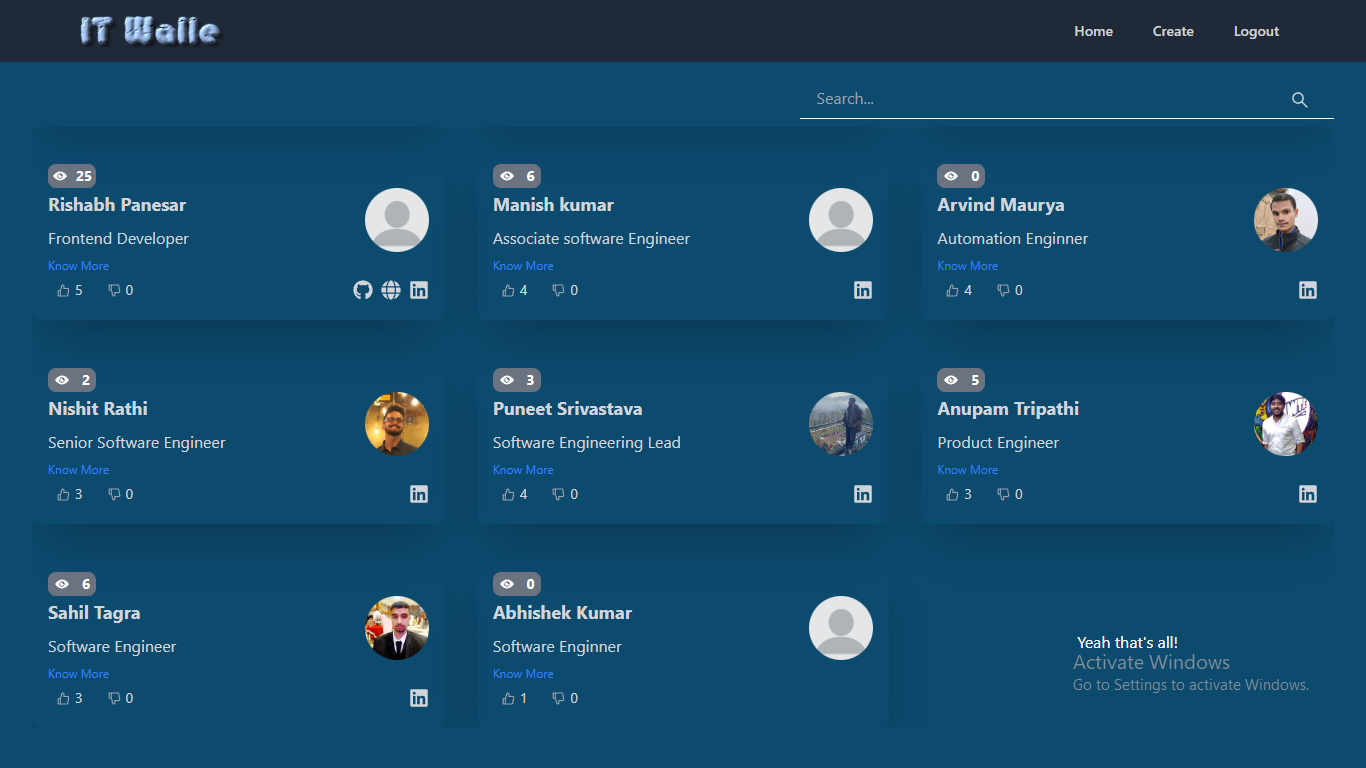 IT Walle
Home Create Logout
Search...
25
Rishabh Panesar
Frontend Developer
Know More
5 0
6
Manish kumar
Associate software Engineer
Know More
4 0
0
Arvind Maurya
Automation Enginner
Know More
4 0
2
Nishit Rathi
Senior Software Engineer
Know More
3 0
3
Puneet Srivastava
Software Engineering Lead
Know More
4 0
5
Anupam Tripathi
Product Engineer
Know More
3 0
6
Sahil Tagra
Software Engineer
Know More
3 0
0
Abhishek Kumar
Software Enginner
Know More
1 0
Yeah that's all!
Activate Windows
Go to Settings to activate Windows.